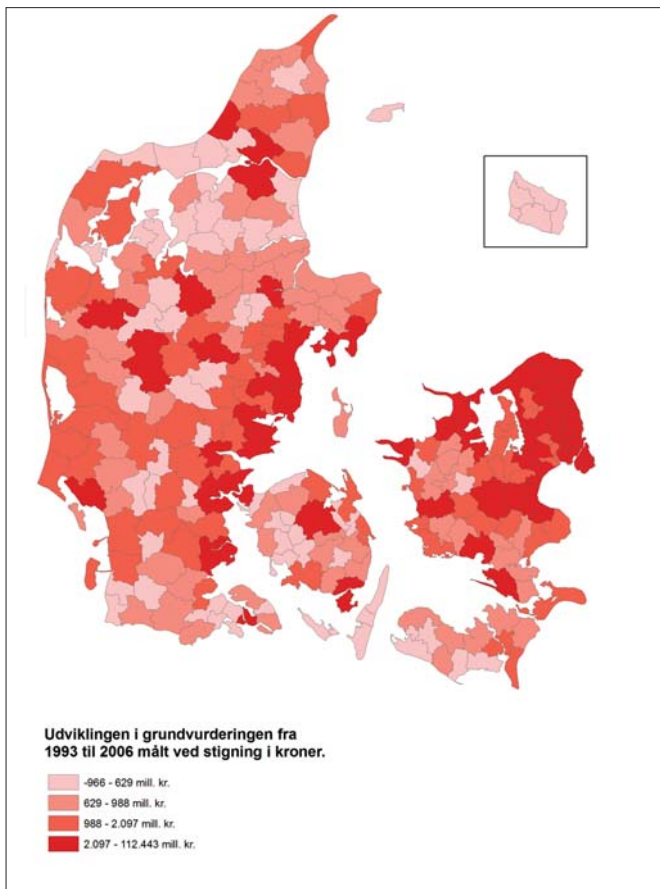 Udviklingen i grundvurderingen fra
1993 til 2006 målt ved stigning i kroner.
-966 - 629 mill. kr.
629 - 988 mill. kr.
988 - 2.097 mill. kr.
2.097 - 112.443 mill. kr.